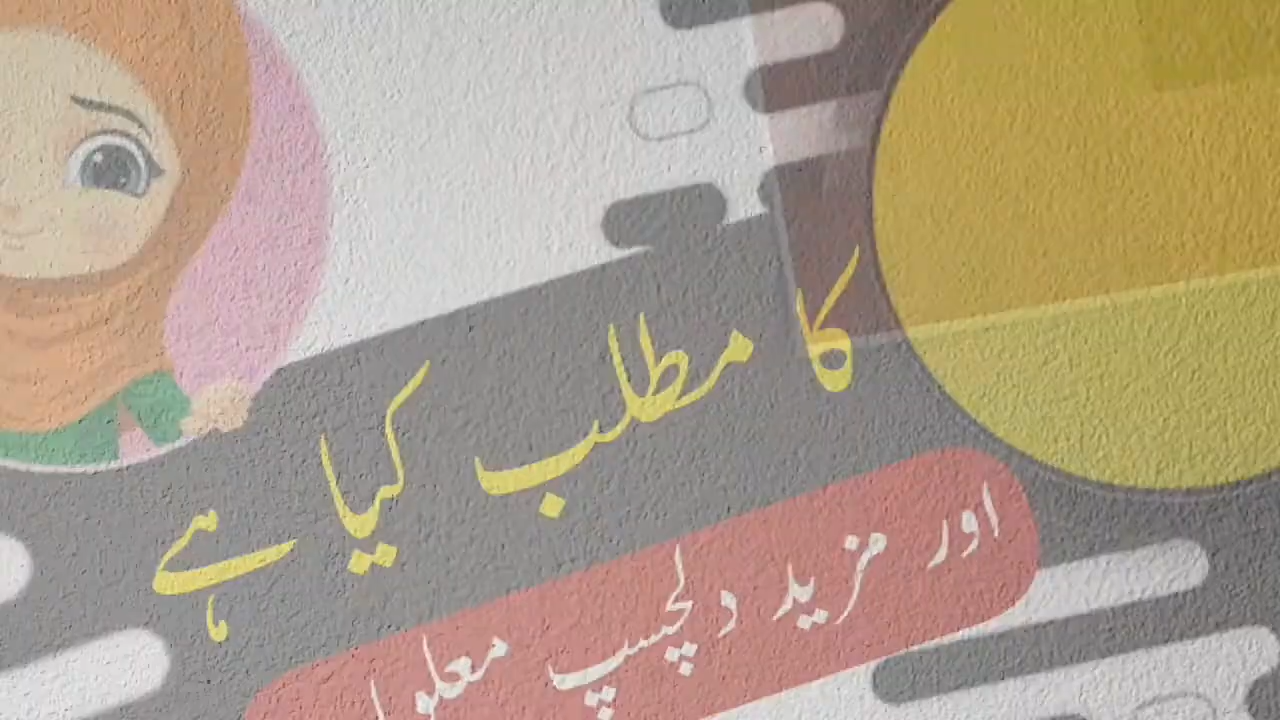 کا مطلب کیا ہے
اور مزید دلچسپ